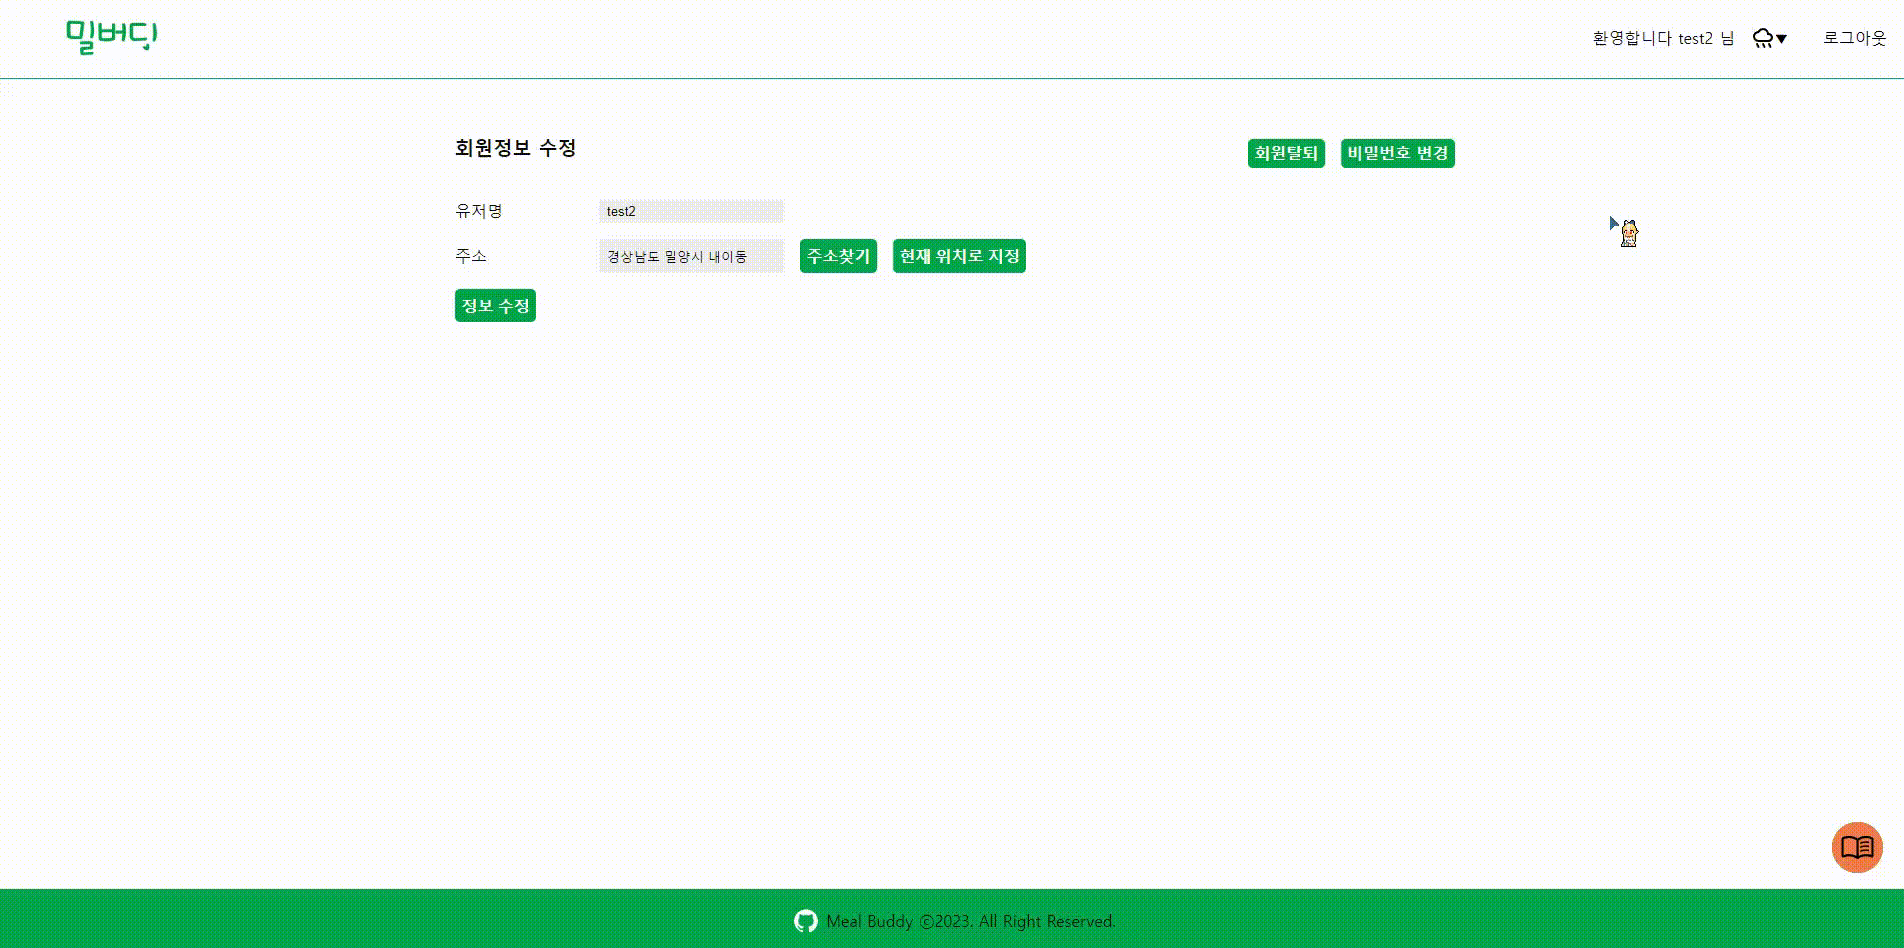 밀버디
환영합니다 test2 님
로그아웃
회원정보 수정
회원탈퇴
비밀번호 변경
유저명
test2
주소
경상남도 밀양시 내이동
주소찾기
현재 위치로 지정
정보 수정
Meal Buddy ©2023. All Right Reserved.